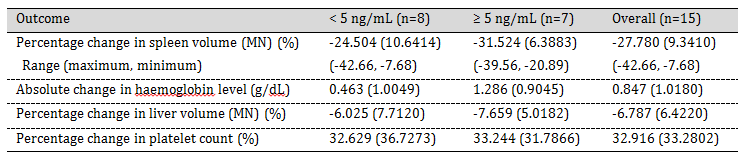 Outcome < 5 ng/mL (n=8) ≥ 5 ng/mL (n=7) Overall (n=15)
Percentage change in spleen volume (MN) (%) -24.504 (10.6414) -31.524 (6.3883) -27.780 (9.3410)
Range (maximum, minimum) (-42.66, -7.68) (-39.56, -20.89) (-42.66, -7.68)
Absolute change in haemoglobin level (g/dL) 0.463 (1.0049) 1.286 (0.9045) 0.847 (1.0180)
Percentage change in liver volume (MN) (%) -6.025 (7.7120) -7.659 (5.0182) -6.787 (6.4220)
Percentage change in platelet count (%) 32.629 (36.7273) 33.244 (31.7866) 32.916 (33.2802)